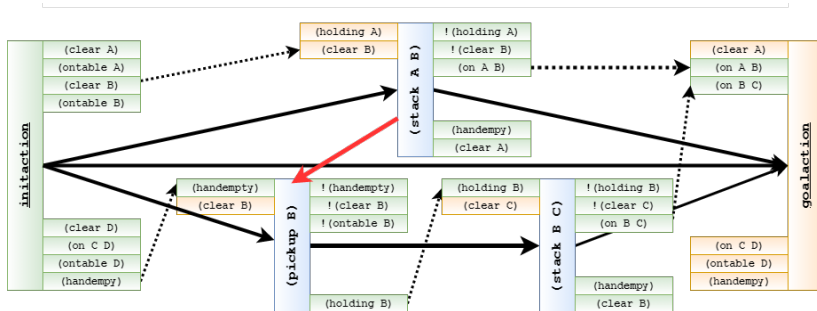 initaction
(clear A)
(ontable A)
(clear B)
(ontable B)
(clear D)
(on C D)
(ontable D)
(handempy)
(holding A)
(clear B)
(stack A B)
!(holding A)
!(clear B)
(on A B)
(handempy)
(clear A)
(handempty)
(clear B)
(pickup B)
!(handempty)
!(clear B)
!(ontable B)
(holding B)
(holding B)
(clear C)
(stack B C)
!(holding B)
!(clear C)
(on B C)
(handempy)
(clear B)
(clear A)
(on A B)
(on B C)
(on C D)
(ontable D)
(handempy)
goalaction